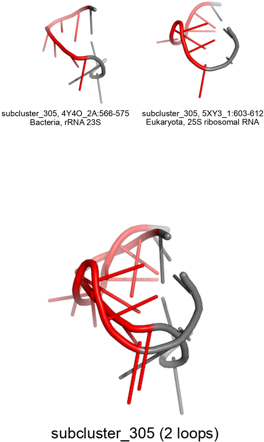 subcluster_305, 4Y4O_2A:566-575
Bacteria, rRNA 23S
subcluster_305, 5XY3_1:603-612
Eukaryota, 25S ribosomal RNA
subcluster_305 (2 loops)